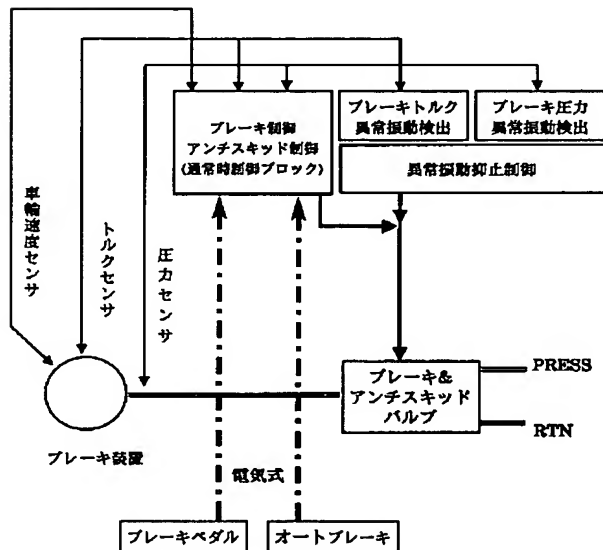 ブレーキ制御
アンチスキッド制御
(通常時制御ブロック)
ブレーキトルク
異常振動検出
ブレーキ圧力
異常振動検出
異常振動抑止制御
車輪速度センサ
トルクセンサ
圧力センサ
ブレーキ&
アンチスキッド
バルブ
PRESS
RTN
ブレーキ装置
電気式
ブレーキペダル
オートブレーキ